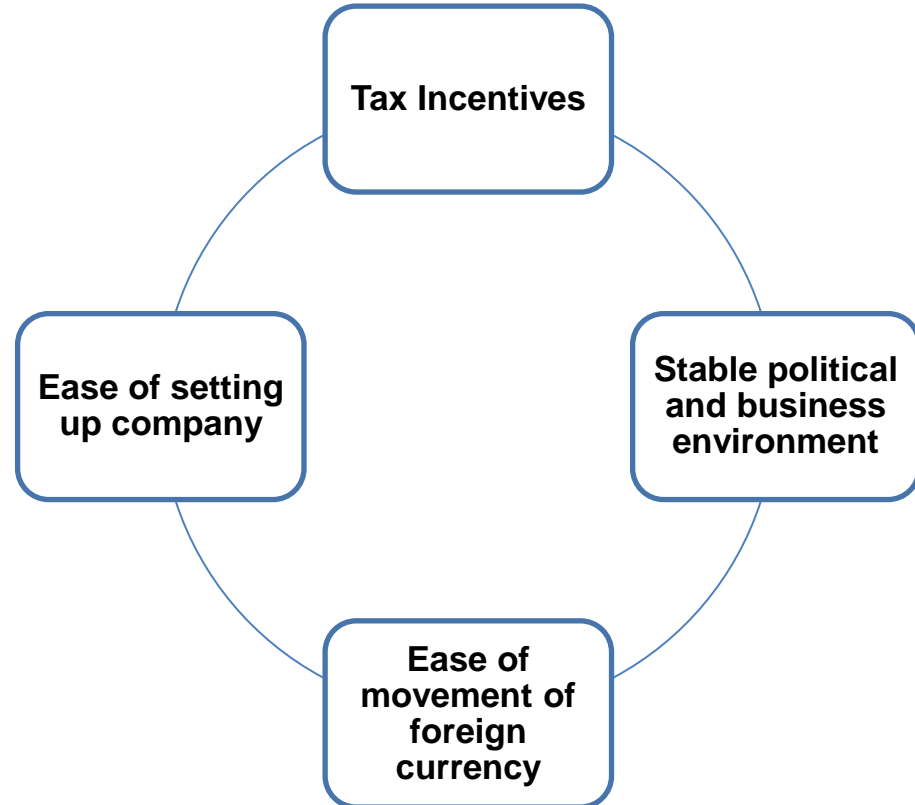 Tax Incentives
Stable political
and business
environment
Ease of
movement of
foreign
currency
Ease of setting
up company